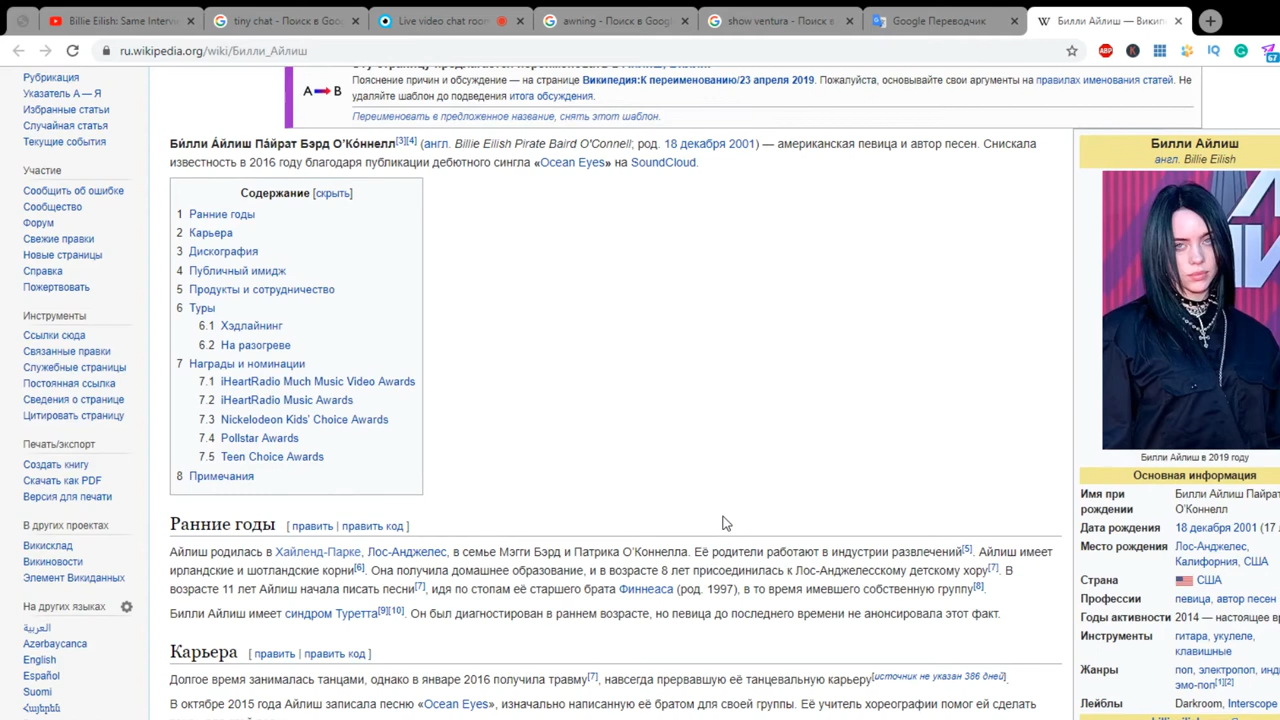 Billie Eilish: Same Interview
tiny chat - Поиск в Google
Live video chat room
awning - Поиск в Google
show ventura - Поиск в
Google Переводчик
Билли Айлиш — Википе
ru.wikipedia.org/wiki/Билли_Айлиш
ABP
K
IQ
G
67
Рубрикация
Указатель А — Я
Избранные статьи
Случайная статья
Текущие события
Участие
Сообщить об ошибке
Сообщество
Форум
Свежие правки
Новые страницы
Справка
Пожертвовать
Инструменты
Ссылки сюда
Связанные правки
Служебные страницы
Постоянная ссылка
Сведения о странице
Цитировать страницу
Печать/экспорт
Создать книгу
Скачать как PDF
Версия для печати
В других проектах
Викисклад
Викиновости
Элемент Викиданных
На других языках
العربية
Azərbaycanca
English
Español
Suomi
Հայերեն
A B
Пояснение причин и обсуждение — на странице Википедия:К переименованию/23 апреля 2019. Пожалуйста, основывайте свои аргументы на правилах именования статей. Не
удаляйте шаблон до подведения итога обсуждения.
Переименовать в предложенное название, снять этот шаблон.
Би́лли А́йлиш Па́йрат Бэрд О’Ко́ннелл[3][4] (англ. Billie Eilish Pirate Baird O'Connell; род. 18 декабря 2001) — американская певица и автор песен. Снискала
известность в 2016 году благодаря публикации дебютного сингла «Ocean Eyes» на SoundCloud.
Содержание [скрыть]
1 Ранние годы
2 Карьера
3 Дискография
4 Публичный имидж
5 Продукты и сотрудничество
6 Туры
6.1 Хэдлайнинг
6.2 На разогреве
7 Награды и номинации
7.1 iHeartRadio Much Music Video Awards
7.2 iHeartRadio Music Awards
7.3 Nickelodeon Kids' Choice Awards
7.4 Pollstar Awards
7.5 Teen Choice Awards
8 Примечания
Ранние годы [ править | править код ]
Айлиш родилась в Хайленд-Парке, Лос-Анджелес, в семье Мэгги Бэрд и Патрика О’Коннелла. Её родители работают в индустрии развлечений[5]. Айлиш имеет
ирландские и шотландские корни[6]. Она получила домашнее образование, и в возрасте 8 лет присоединилась к Лос-Анджелесскому детскому хору[7]. В
возрасте 11 лет Айлиш начала писать песни[7], идя по стопам её старшего брата Финнеаса (род. 1997), в то время имевшего собственную группу[8].
Билли Айлиш имеет синдром Туретта[9][10]. Он был диагностирован в раннем возрасте, но певица до последнего времени не анонсировала этот факт.
Карьера [ править | править код ]
Долгое время занималась танцами, однако в январе 2016 получила травму[7], навсегда прервавшую её танцевальную карьеру[источник не указан 386 дней].
В октябре 2015 года Айлиш записала песню «Ocean Eyes», изначально написанную её братом для своей группы. Её учитель хореографии помог ей сделать
Билли Айлиш
англ. Billie Eilish
Билли Айлиш в 2019 году
Основная информация
Имя при рождении Билли Айлиш Пайрат
О’Коннелл
Дата рождения 18 декабря 2001 (17
Место рождения Лос-Анджелес,
Калифорния, США
Страна США
Профессии певица, автор песен
Годы активности 2014 — настоящее вр
Инструменты гитара, укулеле,
клавишные
Жанры поп, электропоп, инд
эмо-поп[1][2]
Лейблы Darkroom, Interscope